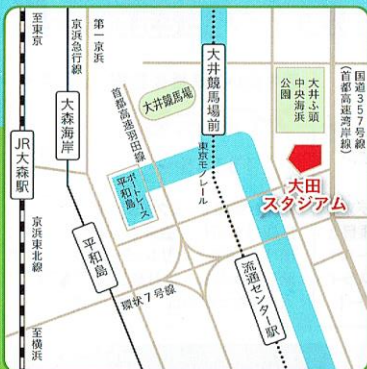 至東京
京浜急行線
第一京浜
大森海岸
JR大森駅
京浜東北線
至横浜
平和島
首都高速羽田線
大井競馬場
ボートレース
平和島
環状7号線
大井競馬場前
東京モノレール
流通センター駅
大井ふ頭
中央海浜
公園
大田
スタジアム
国道357号線
(首都高速湾岸線)